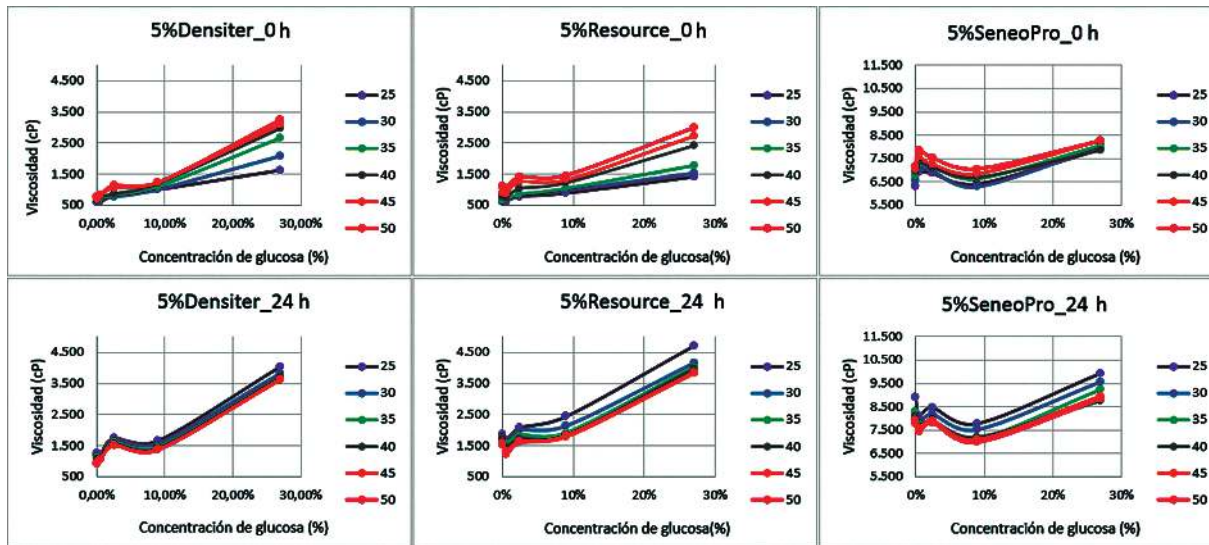 5%Densiter_0 h
4.500
3.500
2.500
1.500
500
Viscosidad (cP)
0,00% 10,00% 20,00% 30,00%
Concentración de glucosa (%)
25
30
35
40
45
50
5%Resource_0 h
4.500
3.500
2.500
1.500
500
Viscosidad (cP)
0% 10% 20% 30%
Concentración de glucosa(%)
25
30
35
40
45
50
5%SeneoPro_0 h
11.500
10.500
9.500
8.500
7.500
6.500
5.500
Viscosidad (cP)
0% 10% 20% 30%
Concentración de glucosa (%)
25
30
35
40
45
50
5%Densiter_24 h
4.500
3.500
2.500
1.500
500
Viscosidad (cP)
0,00% 10,00% 20,00% 30,00%
Concentración de glucosa (%)
25
30
35
40
45
50
5%Resource_24 h
4.500
3.500
2.500
1.500
500
Viscosidad (cP)
0% 10% 20% 30%
Concentración de glucosa(%)
25
30
35
40
45
50
5%SeneoPro_24 h
11.500
10.500
9.500
8.500
7.500
6.500
5.500
Viscosidad (cP)
0% 10% 20% 30%
Concentración de glucosa (%)
25
30
35
40
45
50